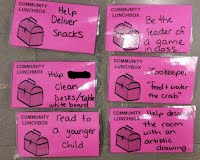 COMMUNITY
LUNCHBOX
Help
Deliver
Snacks
COMMUNITY
LUNCHBOX
Be the
leader of
a game
in class.
COMMUNITY
LUNCHBOX
Help
Clean
Desks/Table
white board
COMMUNITY
LUNCHBOX
Zookeeper,
"feed + water
the crab".
COMMUNITY
LUNCHBOX
read to
a younger
child
COMMUNITY
LUNCHBOX
Help decorate
the room
with an
artistic
drawing.